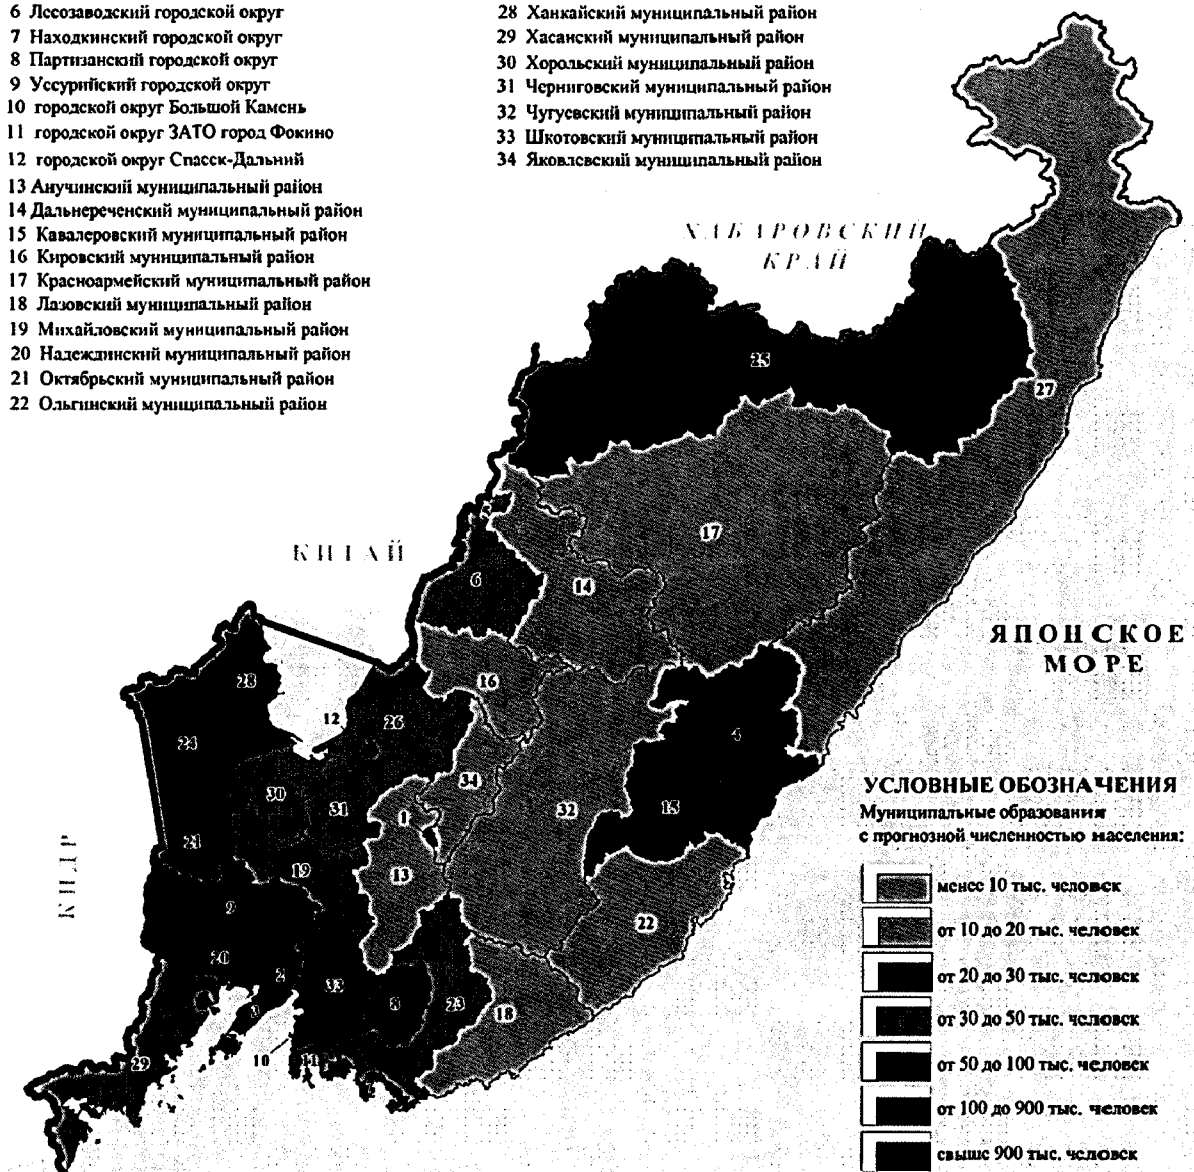 6 Лесозаводский городской округ
7 Находкинский городской округ
8 Партизанский городской округ
9 Уссурийский городской округ
10 городской округ Большой Камень
11 городской округ ЗАТО город Фокино
12 городской округ Спасск-Дальний
13 Анучинский муниципальный район
14 Дальнереченский муниципальный район
15 Кавалеровский муниципальный район
16 Кировский муниципальный район
17 Красноармейский муниципальный район
18 Лазовский муниципальный район
19 Михайловский муниципальный район
20 Надеждинский муниципальный район
21 Октябрьский муниципальный район
22 Ольгинский муниципальный район
28 Ханкайский муниципальный район
29 Хасанский муниципальный район
30 Хорольский муниципальный район
31 Черниговский муниципальный район
32 Чугуевский муниципальный район
33 Шкотовский муниципальный район
34 Яковлевский муниципальный район
ХАБАРОВСКИЙ
КРАЙ
25
27
5
17
КИТАЙ
6
14
ЯПОНСКОЕ
МОРЕ
28
16
12
26
24
4
34
30
31
1
32
15
21
19
13
9
22
КНДР
20
2
33
8
23
3
18
10
11
29
УСЛОВНЫЕ ОБОЗНАЧЕНИЯ
Муниципальные образования
с прогнозной численностью населения:
менее 10 тыс. человек
от 10 до 20 тыс. человек
от 20 до 30 тыс. человек
от 30 до 50 тыс. человек
от 50 до 100 тыс. человек
от 100 до 900 тыс. человек
свыше 900 тыс. человек